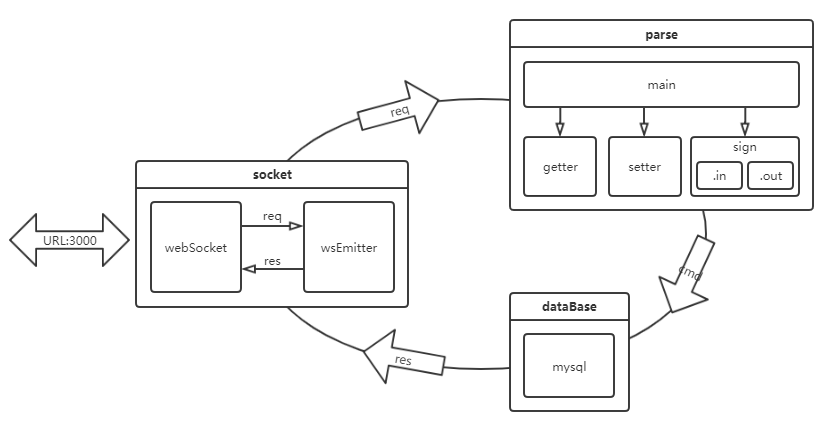 parse
main
getter
setter
sign
.in
.out
req
socket
webSocket
req
res
wsEmitter
URL:3000
cmd
dataBase
mysql
res